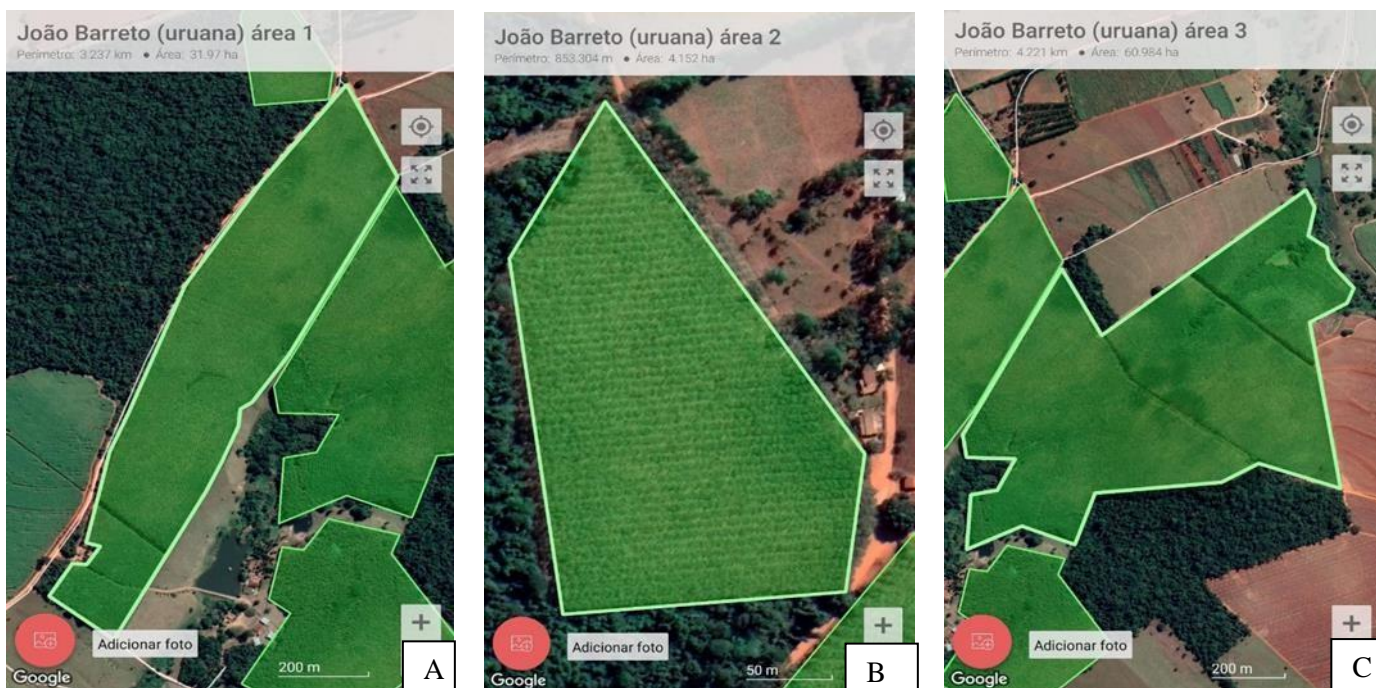 João Barreto (uruana) área 1
Perímetro: 3.237 km ● Área: 31.97 ha
Adicionar foto
200 m
Google
A
João Barreto (uruana) área 2
Perímetro: 853.304 m ● Área: 4.152 ha
Adicionar foto
50 m
Google
B
João Barreto (uruana) área 3
Perímetro: 4.221 km ● Área: 60.984 ha
Adicionar foto
200 m
Google
C